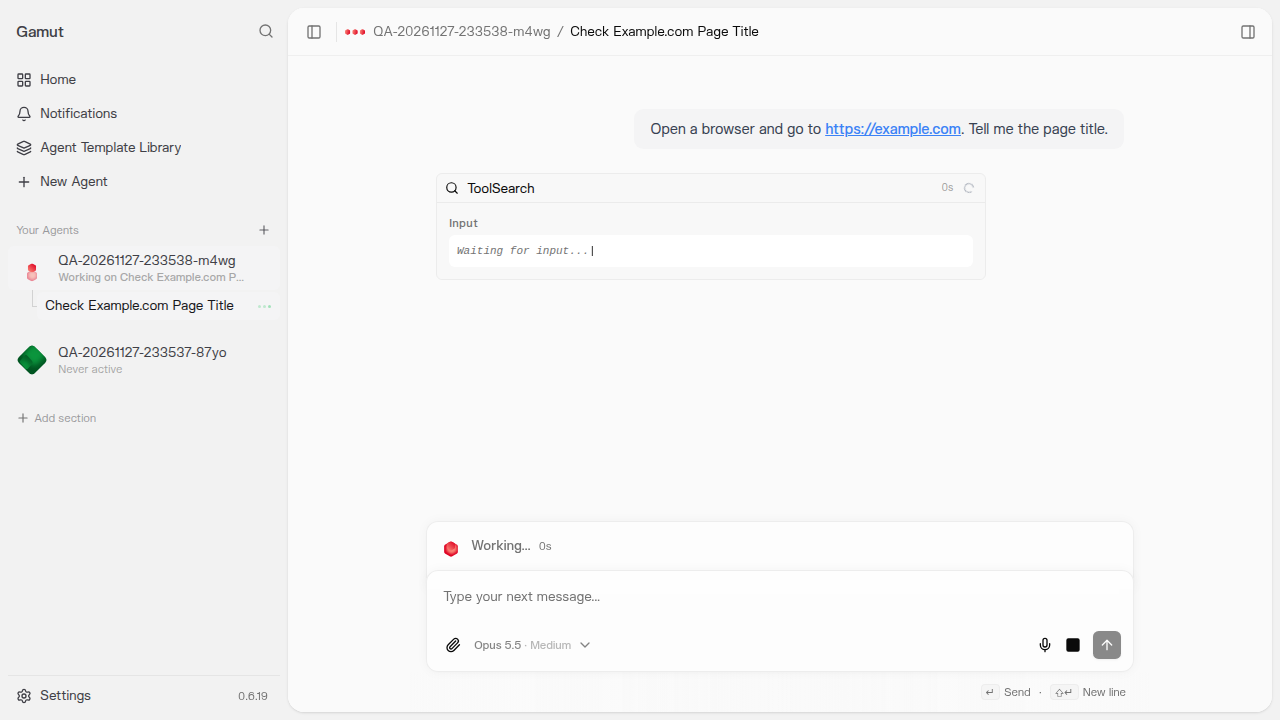 Gamut
Home
Notifications
Agent Template Library
New Agent
Your Agents
QA-20261127-233538-m4wg
Working on Check Example.com P...
Check Example.com Page Title
QA-20261127-233537-87yo
Never active
Add section
Settings
0.6.19
QA-20261127-233538-m4wg / Check Example.com Page Title
Open a browser and go to https://example.com. Tell me the page title.
ToolSearch
0s
Input
Waiting for input...
Working... 0s
Type your next message...
Opus 5.5 · Medium
Send · New line